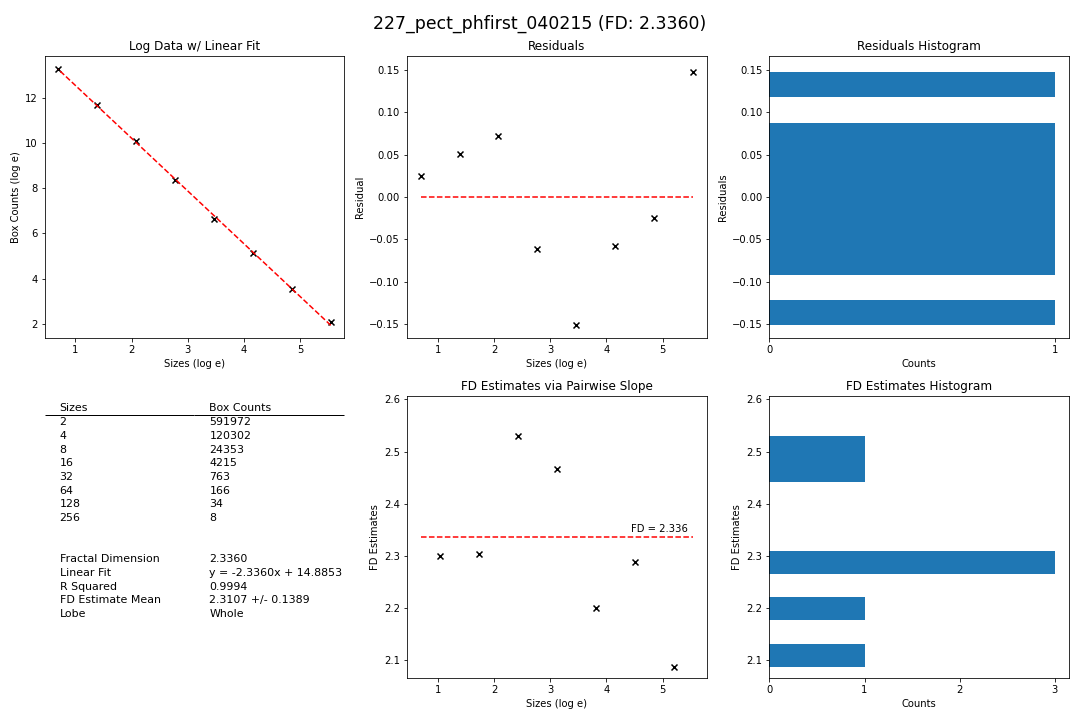 227_pect_phfirst_040215 (FD: 2.3360)
Log Data w/ Linear Fit
Box Counts (log e)
12
10
8
6
4
2
1 2 3 4 5
Sizes (log e)
Residuals
Residual
0.15
0.10
0.05
0.00
−0.05
−0.10
−0.15
1 2 3 4 5
Sizes (log e)
Residuals Histogram
Residuals
0.15
0.10
0.05
0.00
−0.05
−0.10
−0.15
0 1
Counts
Sizes Box Counts
2 591972
4 120302
8 24353
16 4215
32 763
64 166
128 34
256 8
Fractal Dimension 2.3360
Linear Fit y = -2.3360x + 14.8853
R Squared 0.9994
FD Estimate Mean 2.3107 +/- 0.1389
Lobe Whole
FD Estimates via Pairwise Slope
FD Estimates
2.6
2.5
2.4
2.3
2.2
2.1
FD = 2.336
1 2 3 4 5
Sizes (log e)
FD Estimates Histogram
FD Estimates
2.6
2.5
2.4
2.3
2.2
2.1
0 1 2 3
Counts